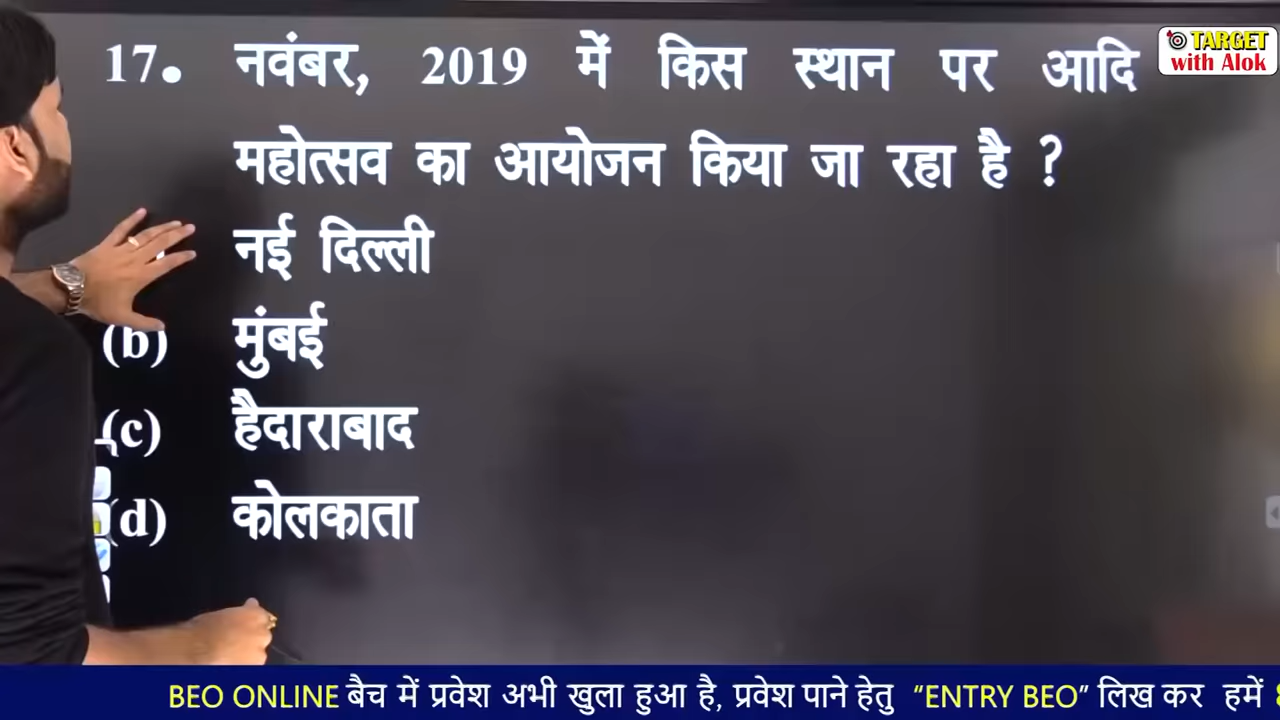 TARGET
with Alok
17. नवंबर, 2019 में किस स्थान पर आदि
महोत्सव का आयोजन किया जा रहा है ?
नई दिल्ली
(b) मुंबई
(c) हैदाराबाद
(d) कोलकाता
BEO ONLINE बैच में प्रवेश अभी खुला हुआ है, प्रवेश पाने हेतु “ENTRY BEO” लिख कर हमें